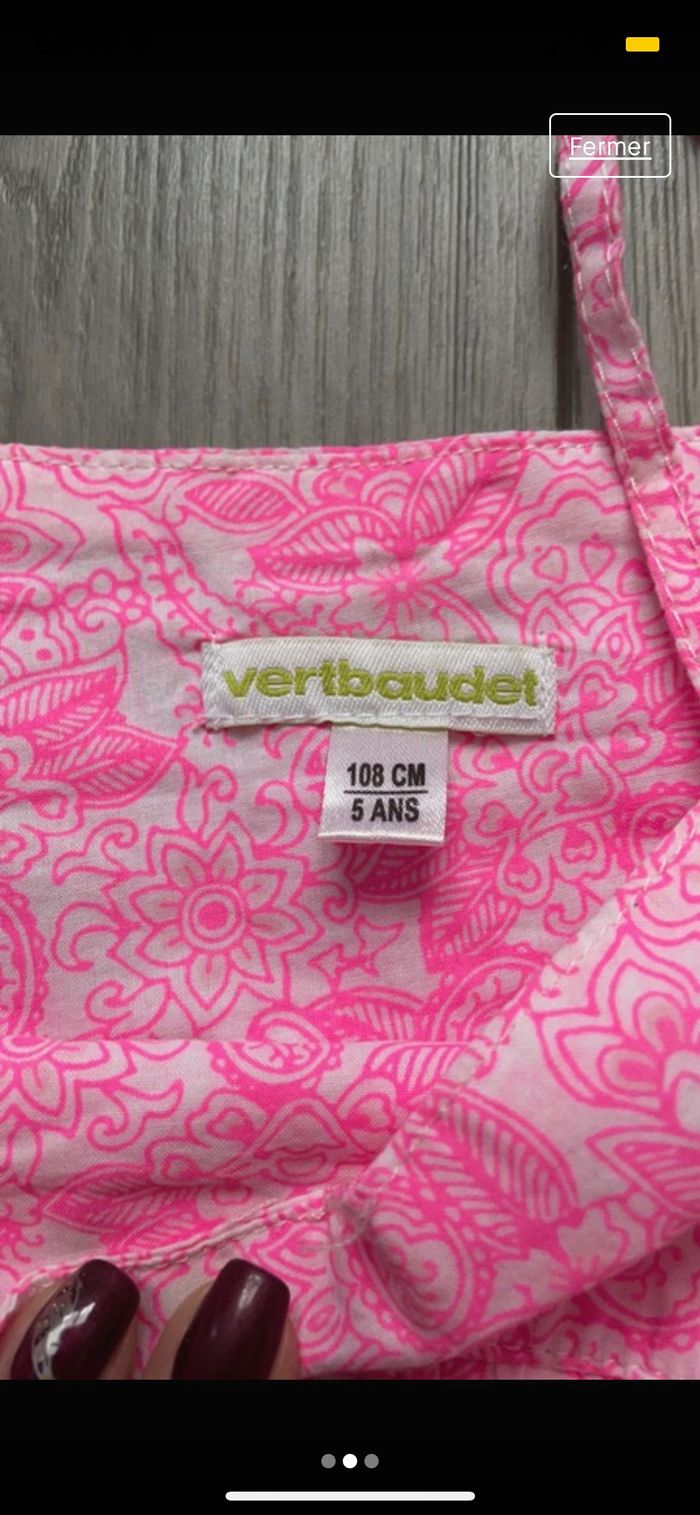 Fermer
vertbaudet
108 CM
5 ANS